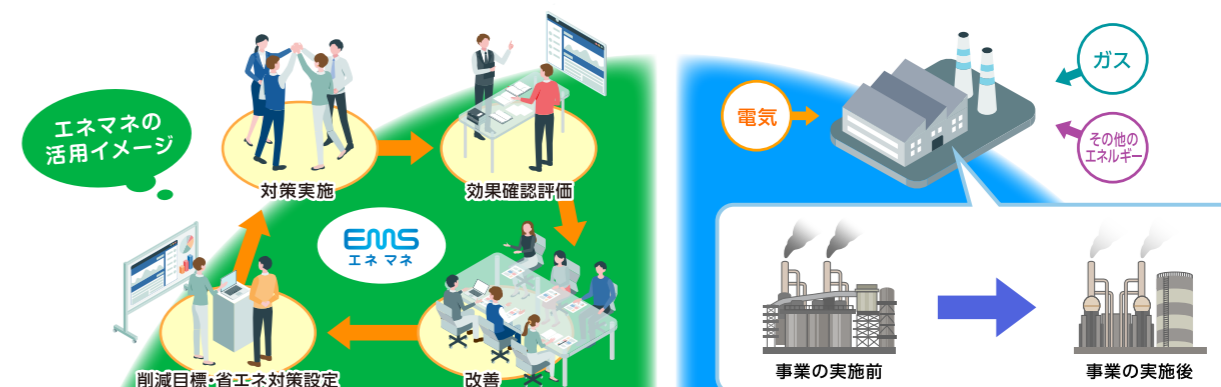 エネマネの
活用イメージ
対策実施
効果確認評価
EMS
エネマネ
削減目標・省エネ対策設定
改善
電気
ガス
その他の
エネルギー
事業の実施前
事業の実施後